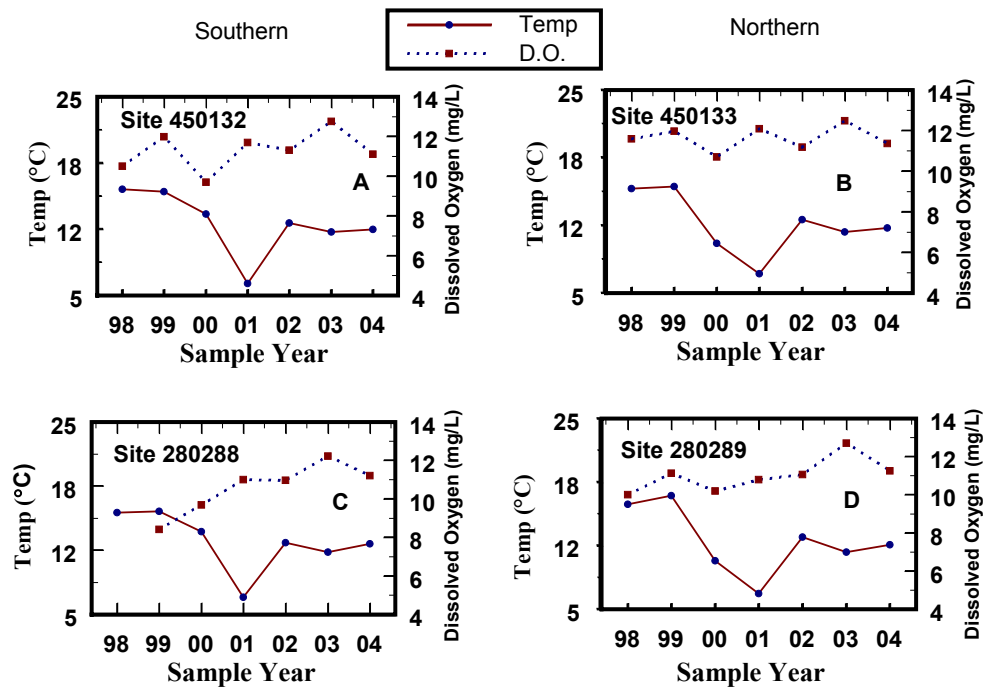 Southern
Temp
D.O.
Northern
25
18
12
5
Temp (°C)
Site 450132
A
14
12
10
8
6
4
Dissolved Oxygen (mg/L)
98 99 00 01 02 03 04
Sample Year
25
18
12
5
Temp (°C)
Site 450133
B
14
12
10
8
6
4
Dissolved Oxygen (mg/L)
98 99 00 01 02 03 04
Sample Year
25
18
12
5
Temp (°C)
Site 280288
C
14
12
10
8
6
4
Dissolved Oxygen (mg/L)
98 99 00 01 02 03 04
Sample Year
25
18
12
5
Temp (°C)
Site 280289
D
14
12
10
8
6
4
Dissolved Oxygen (mg/L)
98 99 00 01 02 03 04
Sample Year